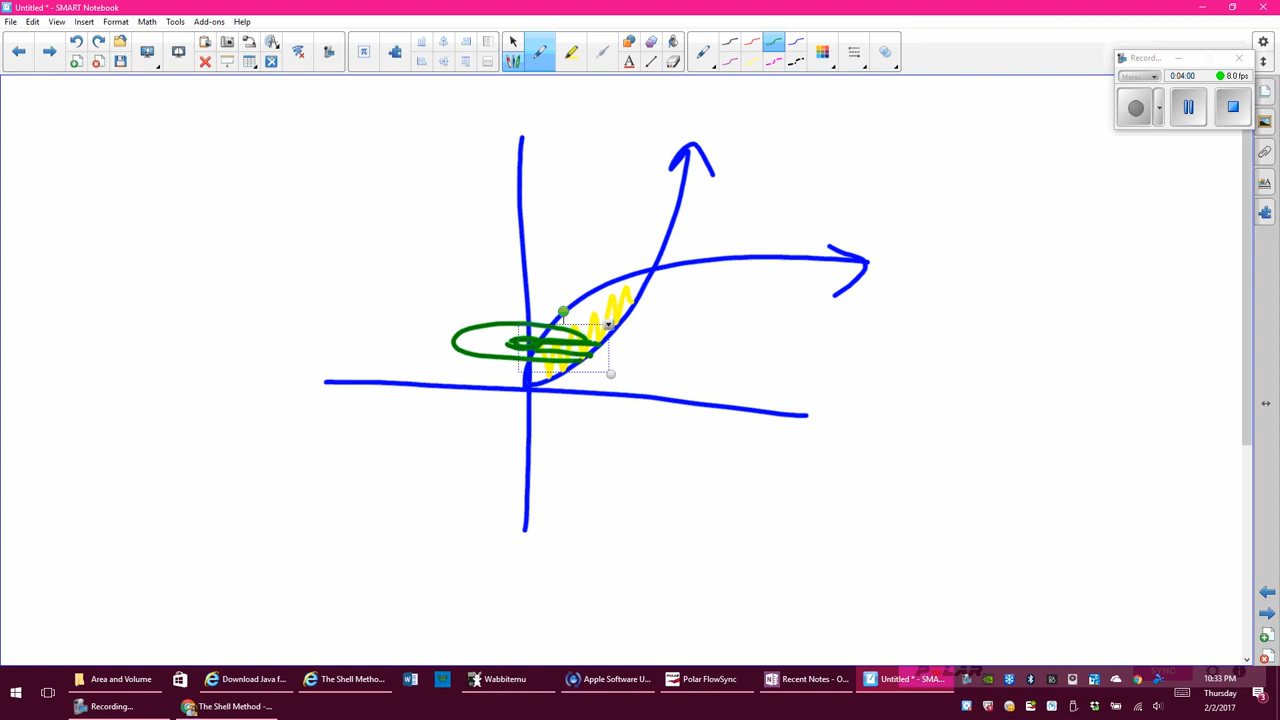 Untitled * - SMART Notebook
File Edit View Insert Format Math Tools Add-ons Help
Recor...
Menu 0:04:00 8.0 fps
Area and Volume Download Java f... The Shell Metho... Wabbitemu Apple Software U... Polar FlowSync Recent Notes - O... Untitled * - SMA...
10:33 PM
Thursday
Recording... The Shell Method -...
2/2/2017